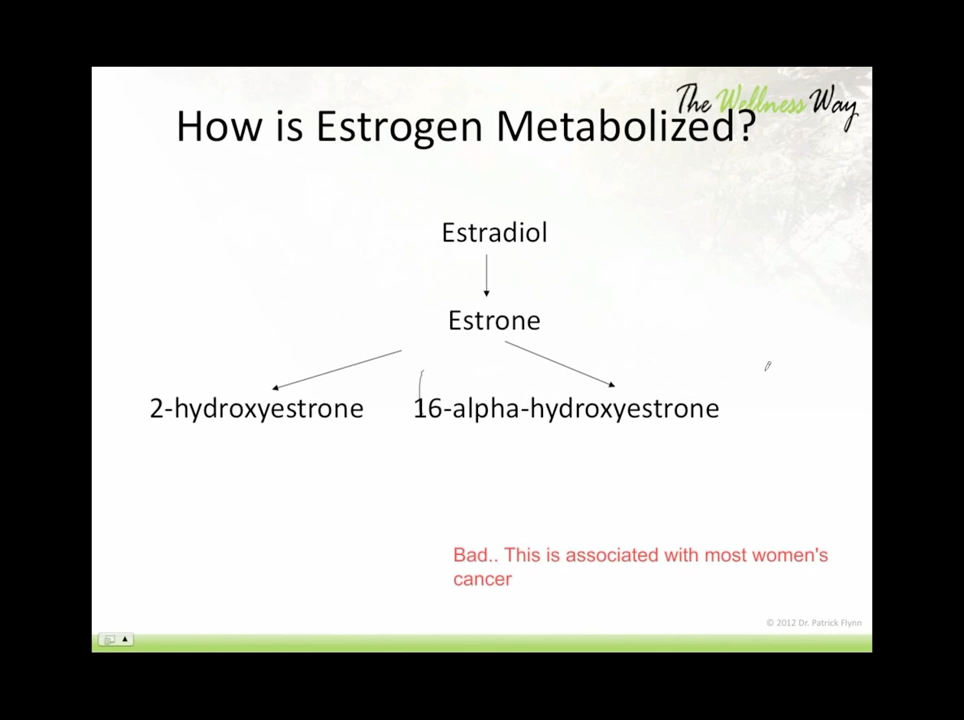 The Wellness Way
How is Estrogen Metabolized?
Estradiol
Estrone
2-hydroxyestrone 16-alpha-hydroxyestrone
Bad.. This is associated with most women's
cancer
© 2012 Dr. Patrick Flynn